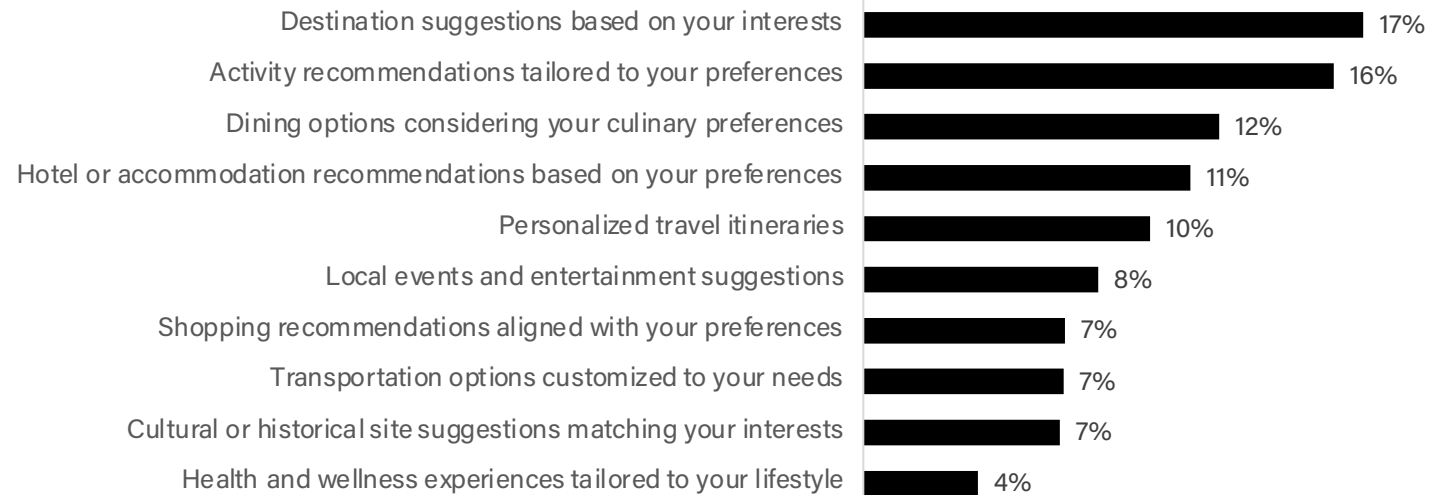 Destination suggestions based on your interests 17%
Activity recommendations tailored to your preferences 16%
Dining options considering your culinary preferences 12%
Hotel or accommodation recommendations based on your preferences 11%
Personalized travel itineraries 10%
Local events and entertainment suggestions 8%
Shopping recommendations aligned with your preferences 7%
Transportation options customized to your needs 7%
Cultural or historical site suggestions matching your interests 7%
Health and wellness experiences tailored to your lifestyle 4%